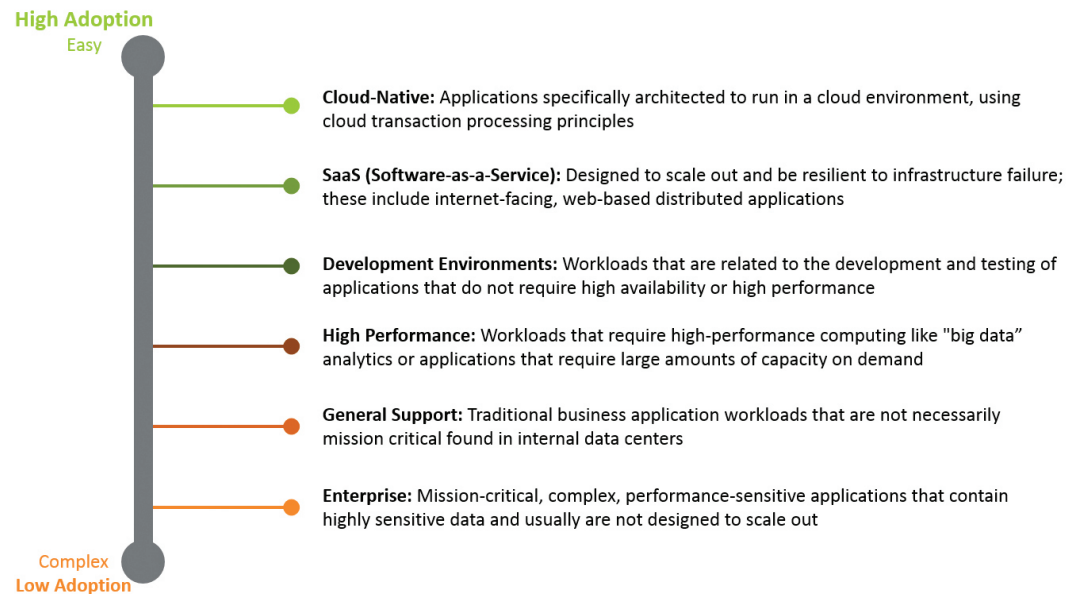 High Adoption
Easy
Cloud-Native: Applications specifically architected to run in a cloud environment, using
cloud transaction processing principles
SaaS (Software-as-a-Service): Designed to scale out and be resilient to infrastructure failure;
these include internet-facing, web-based distributed applications
Development Environments: Workloads that are related to the development and testing of
applications that do not require high availability or high performance
High Performance: Workloads that require high-performance computing like "big data”
analytics or applications that require large amounts of capacity on demand
General Support: Traditional business application workloads that are not necessarily
mission critical found in internal data centers
Enterprise: Mission-critical, complex, performance-sensitive applications that contain
highly sensitive data and usually are not designed to scale out
Complex
Low Adoption